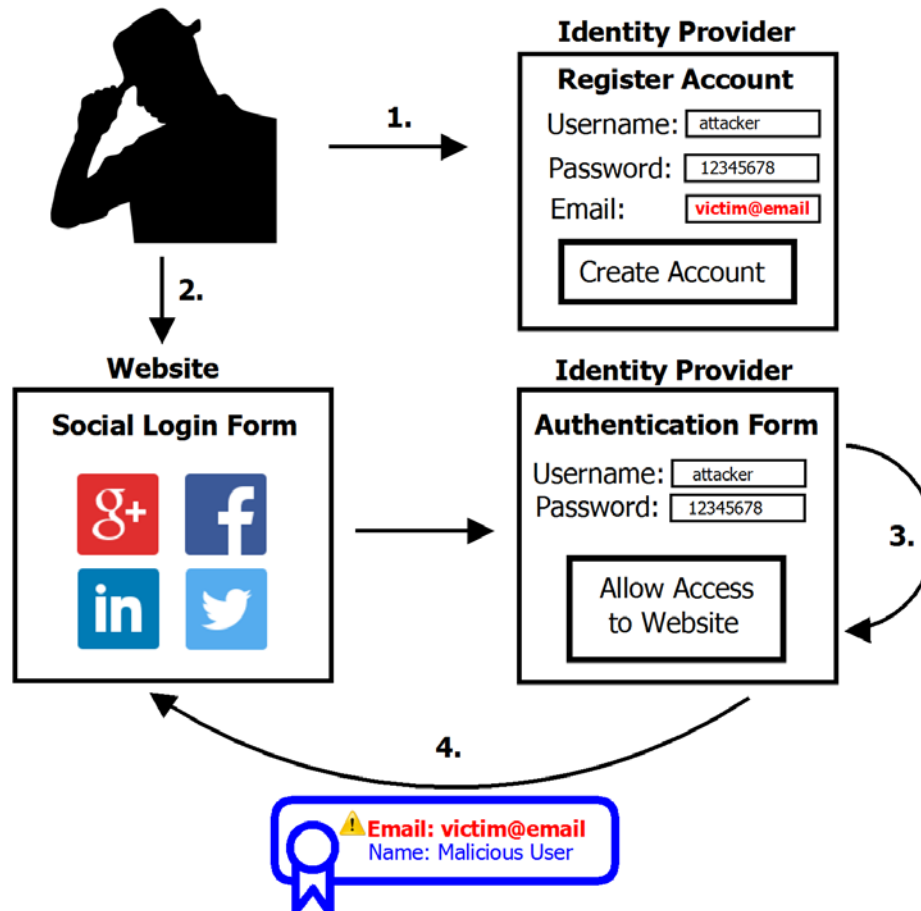 Identity Provider
Register Account
Username: attacker
Password: 12345678
Email: victim@email
Create Account
1.
2.
Website
Social Login Form
g+
f
in
Identity Provider
Authentication Form
Username: attacker
Password: 12345678
Allow Access
to Website
3.
4.
Email: victim@email
Name: Malicious User